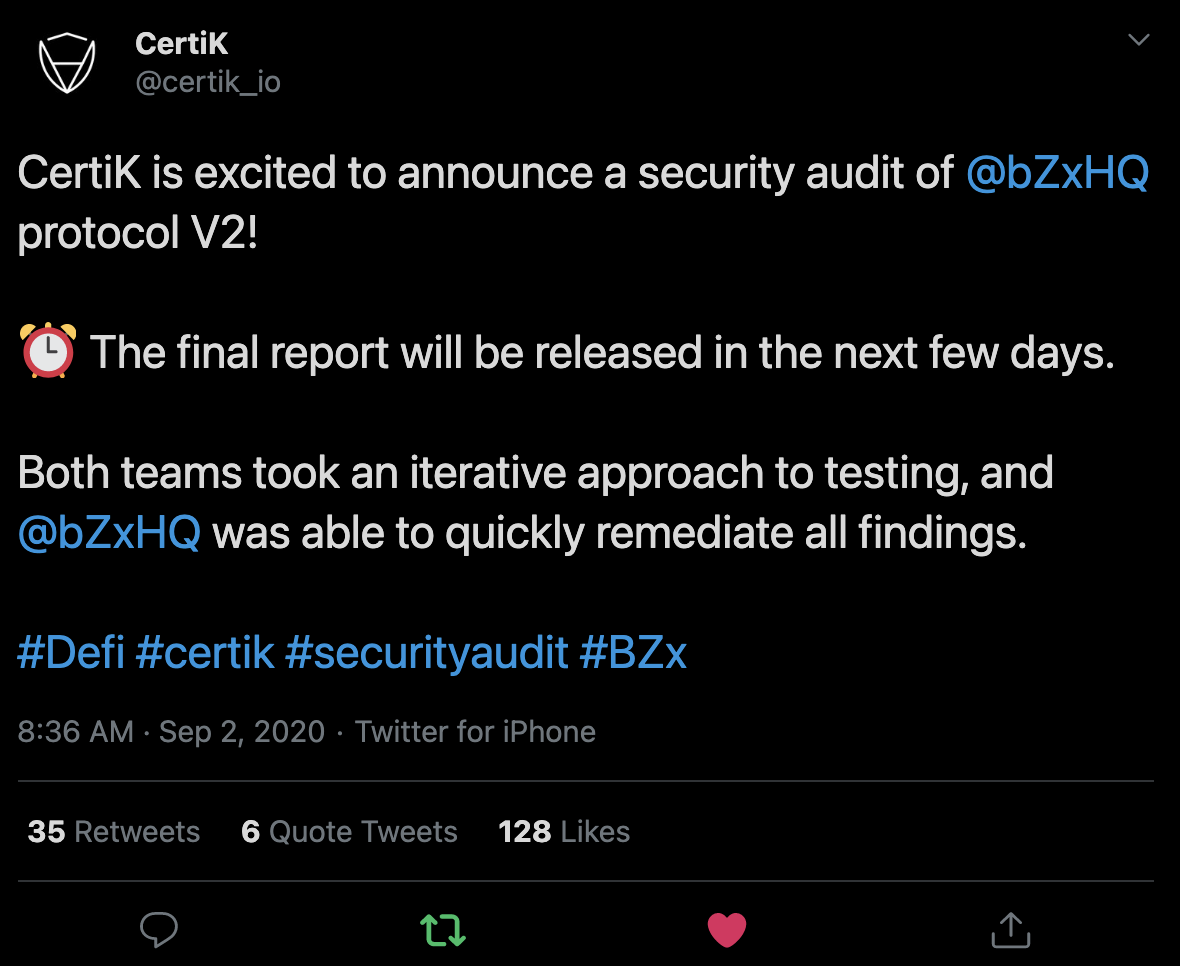 CertiK
@certik_io
CertiK is excited to announce a security audit of @bZxHQ
protocol V2!
⏰ The final report will be released in the next few days.
Both teams took an iterative approach to testing, and
@bZxHQ was able to quickly remediate all findings.
#Defi #certik #securityaudit #BZx
8:36 AM · Sep 2, 2020 · Twitter for iPhone
35 Retweets 6 Quote Tweets 128 Likes